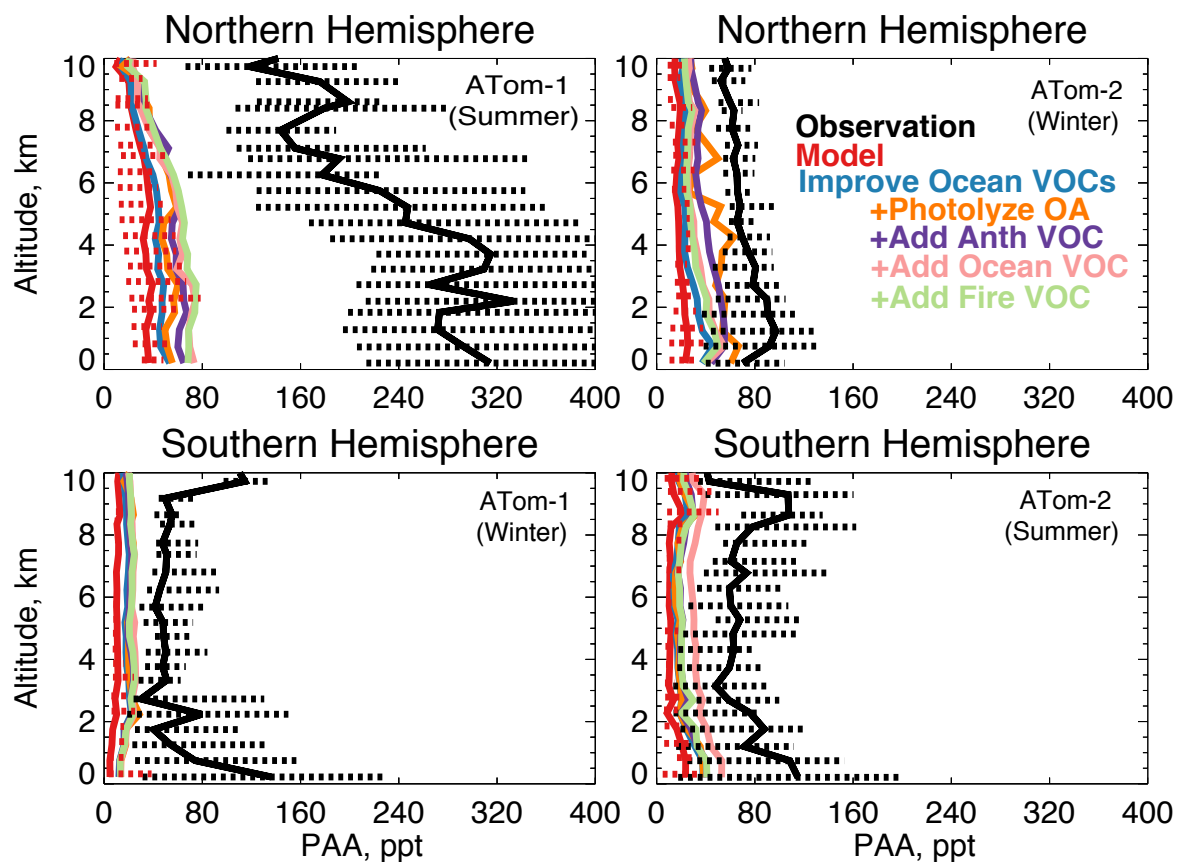 Northern Hemisphere
Northern Hemisphere
10
8
6
4
2
0
Altitude, km
ATom-1
(Summer)
0 80 160 240 320 400
10
8
6
4
2
0
ATom-2
(Winter)
Observation
Model
Improve Ocean VOCs
+Photolyze OA
+Add Anth VOC
+Add Ocean VOC
+Add Fire VOC
0 80 160 240 320 400
Southern Hemisphere
Southern Hemisphere
10
8
6
4
2
0
Altitude, km
ATom-1
(Winter)
0 80 160 240 320 400
PAA, ppt
10
8
6
4
2
0
ATom-2
(Summer)
0 80 160 240 320 400
PAA, ppt